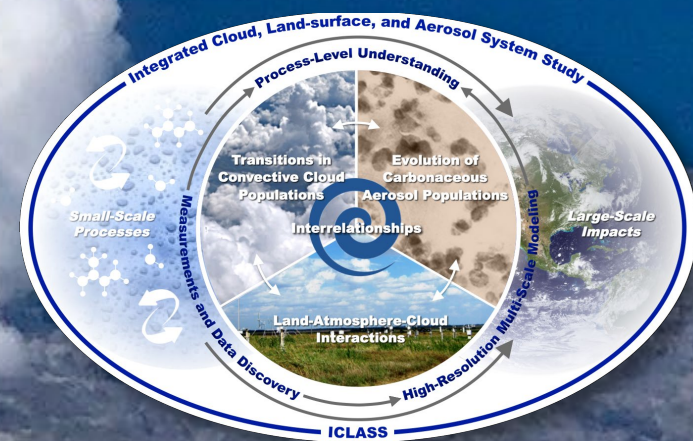 Integrated Cloud, Land-surface, and Aerosol System Study
Process-Level Understanding
Transitions in
Convective Cloud
Populations
Evolution of
Carbonaceous
Aerosol Populations
Small-Scale
Processes
Interrelationships
Large-Scale
Impacts
Measurements and Data Discovery
High-Resolution Multi-Scale Modeling
Land-Atmosphere-Cloud
Interactions
ICLASS